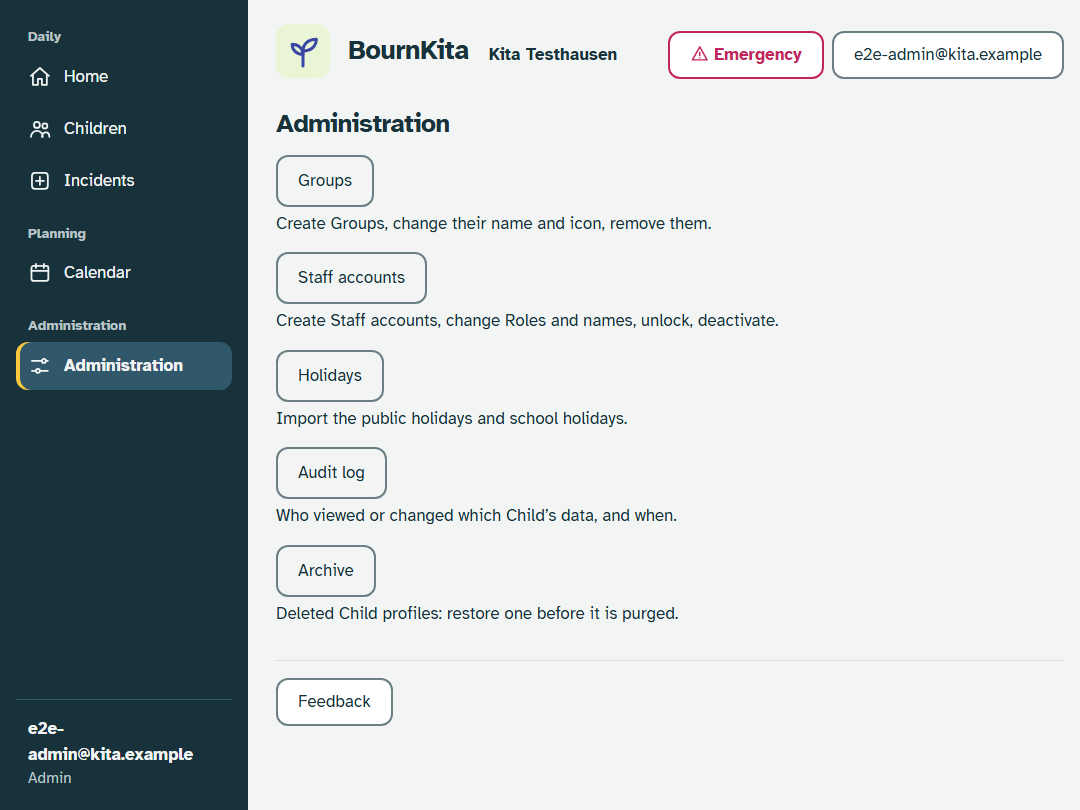 Daily
Home
Children
Incidents
Planning
Calendar
Administration
Administration
e2e-
admin@kita.example
Admin
BournKita
Kita Testhausen
Emergency
e2e-admin@kita.example
Administration
Groups
Create Groups, change their name and icon, remove them.
Staff accounts
Create Staff accounts, change Roles and names, unlock, deactivate.
Holidays
Import the public holidays and school holidays.
Audit log
Who viewed or changed which Child’s data, and when.
Archive
Deleted Child profiles: restore one before it is purged.
Feedback